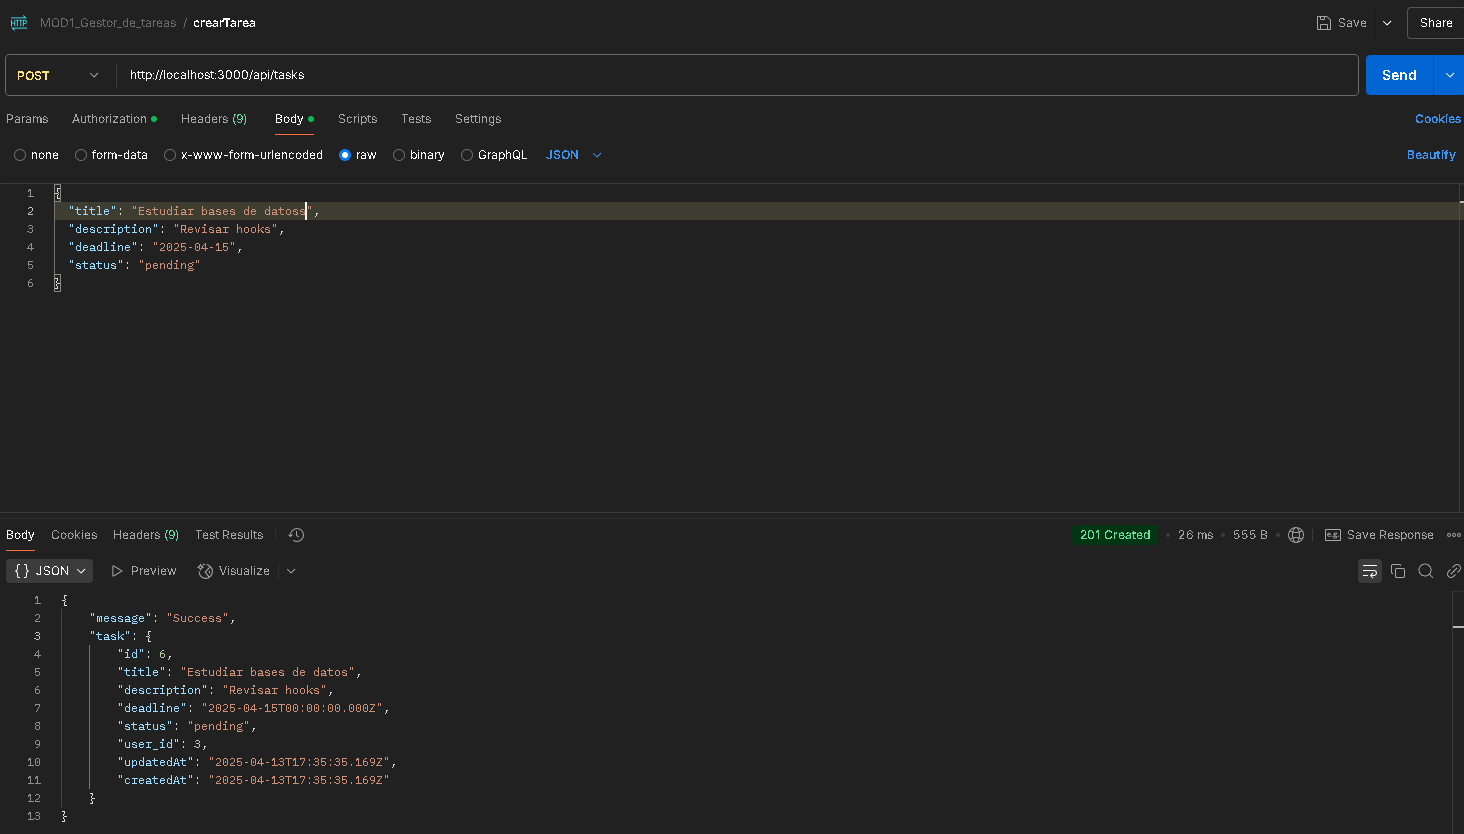 HTTP MOD1_Gestor_de_tareas / crearTarea Save Share
POST http://localhost:3000/api/tasks Send
Params Authorization Headers (9) Body Scripts Tests Settings Cookies
none form-data x-www-form-urlencoded raw binary GraphQL JSON Beautify
1 {
2 "title": "Estudiar bases de datoss",
3 "description": "Revisar hooks",
4 "deadline": "2025-04-15",
5 "status": "pending"
6 }
Body Cookies Headers (9) Test Results 201 Created • 26 ms • 555 B • e.g. Save Response
{} JSON Preview Visualize
1 {
2 "message": "Success",
3 "task": {
4 "id": 6,
5 "title": "Estudiar bases de datos",
6 "description": "Revisar hooks",
7 "deadline": "2025-04-15T00:00:00.000Z",
8 "status": "pending",
9 "user_id": 3,
10 "updatedAt": "2025-04-13T17:35:35.169Z",
11 "createdAt": "2025-04-13T17:35:35.169Z"
12 }
13 }